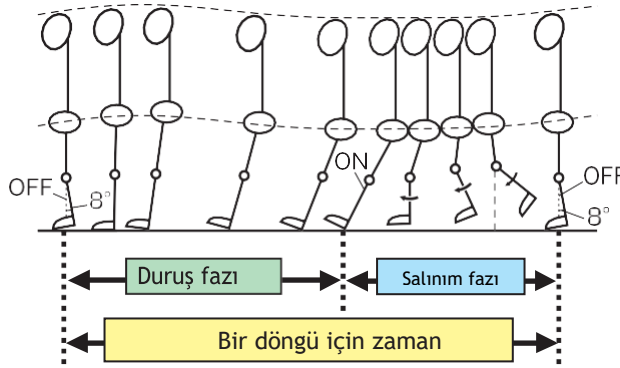 ON
OFF
8°
OFF
8°
Duruş fazı
Salınım fazı
Bir döngü için zaman